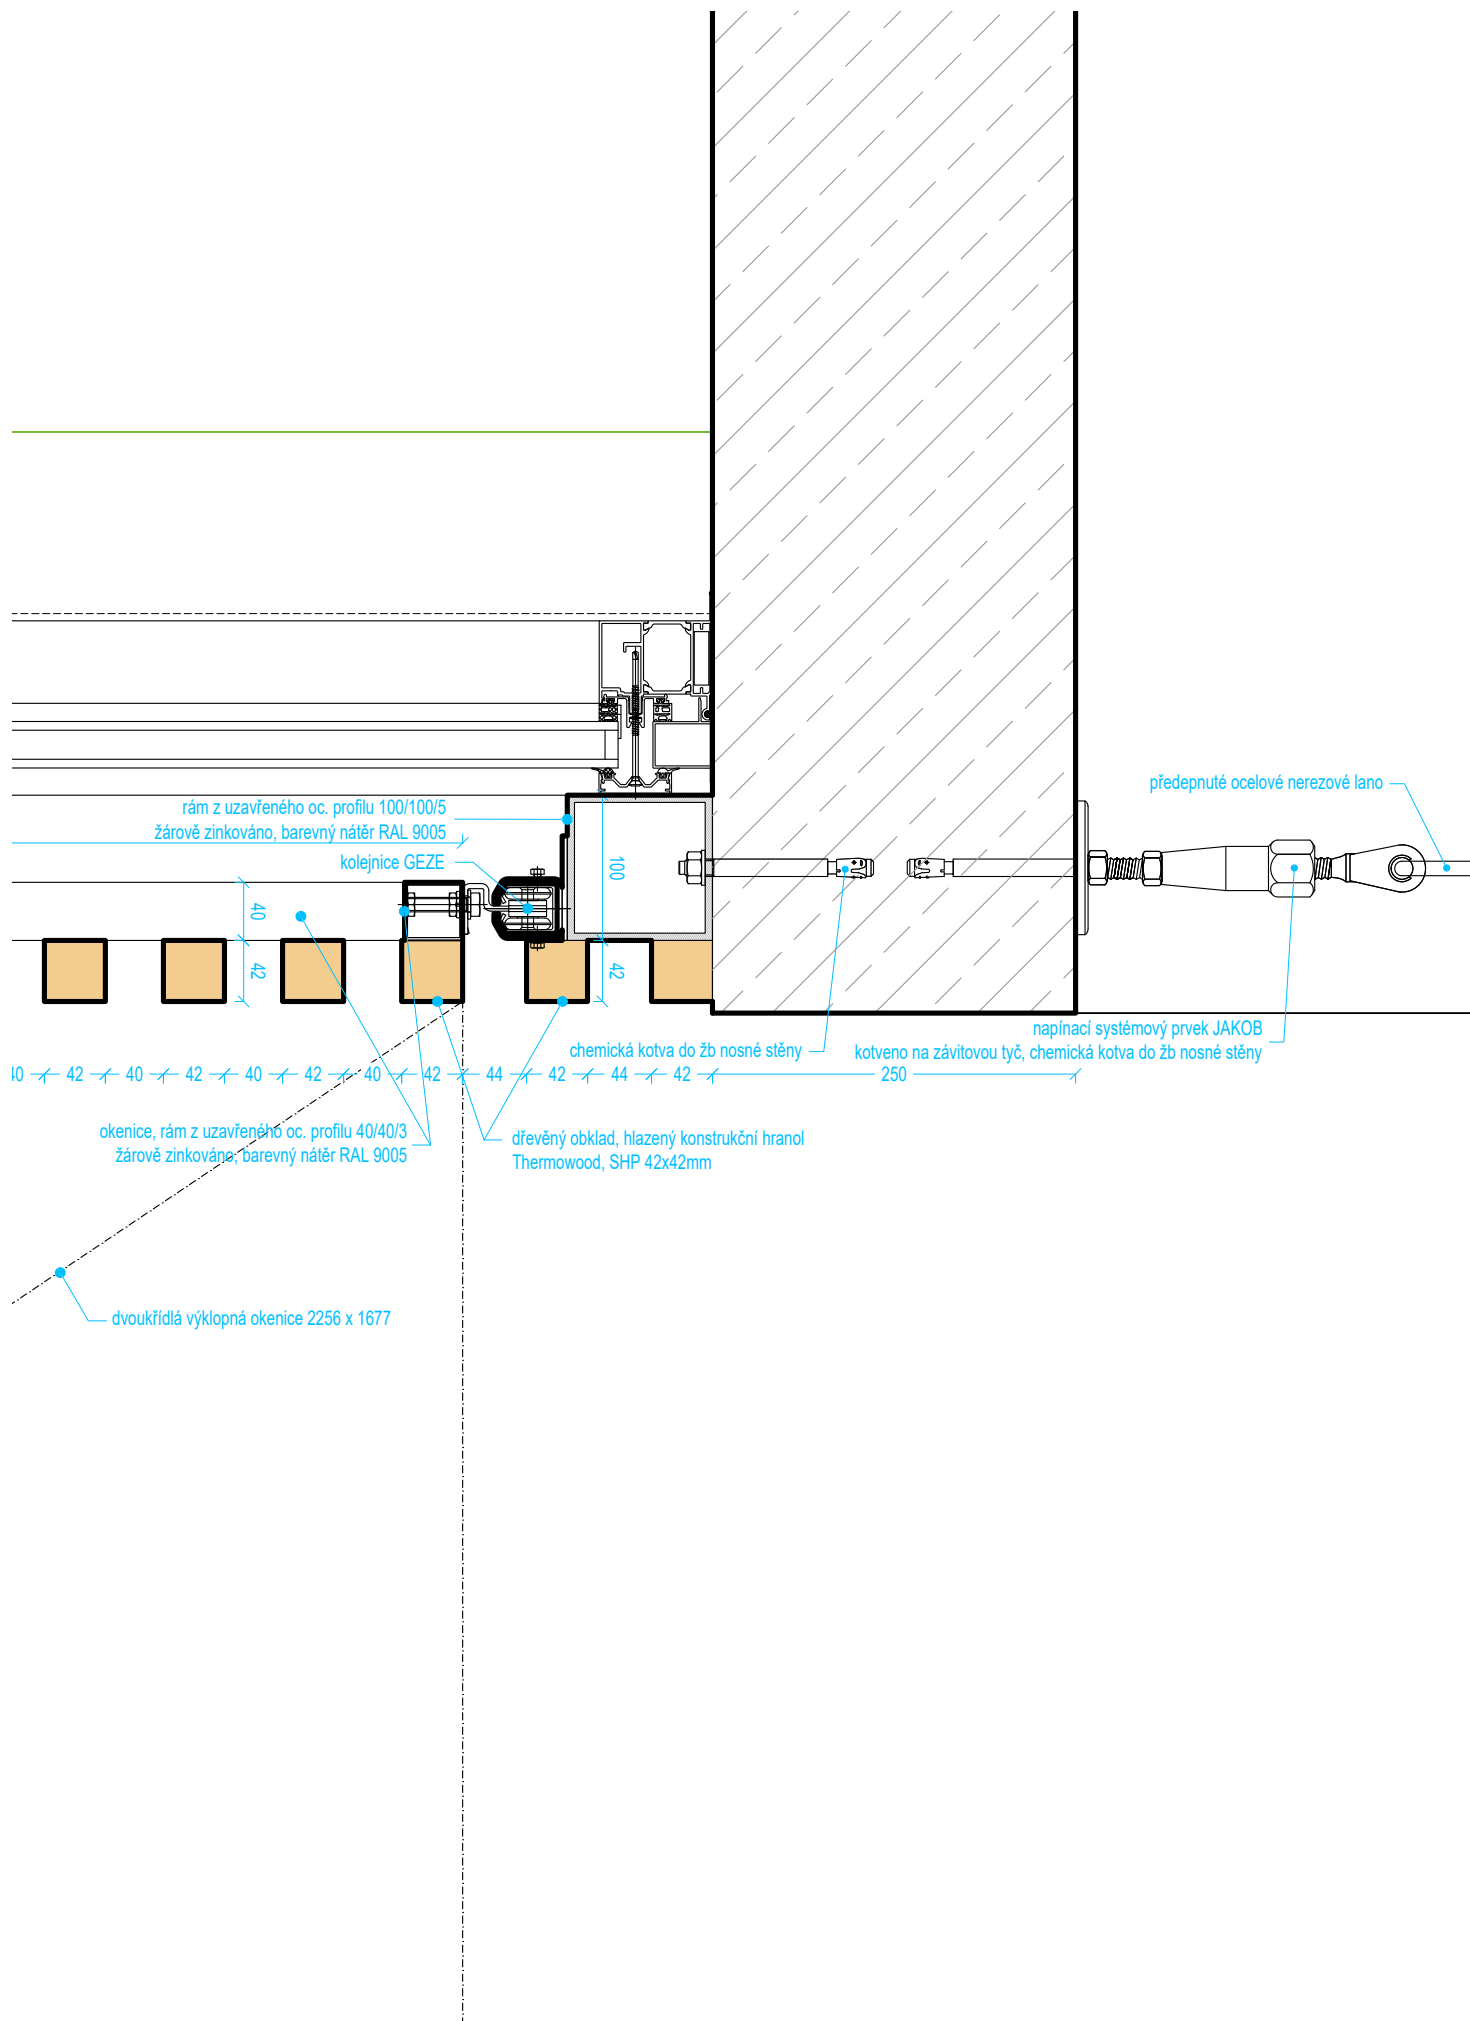 předepnuté ocelové nerezové lano
rám z uzavřeného oc. profilu 100/100/5
žárově zinkováno, barevný nátěr RAL 9005
kolejnice GEZE
100
40
42
42
napínací systémový prvek JAKOB
kotveno na závitovou tyč, chemická kotva do žb nosné stěny
chemická kotva do žb nosné stěny
40 42 40 42 40 42 40 42 44 42 44 42 250
okenice, rám z uzavřeného oc. profilu 40/40/3
žárově zinkováno, barevný nátěr RAL 9005
dřevěný obklad, hlazený konstrukční hranol
Thermowood, SHP 42x42mm
dvoukřídlá výklopná okenice 2256 x 1677